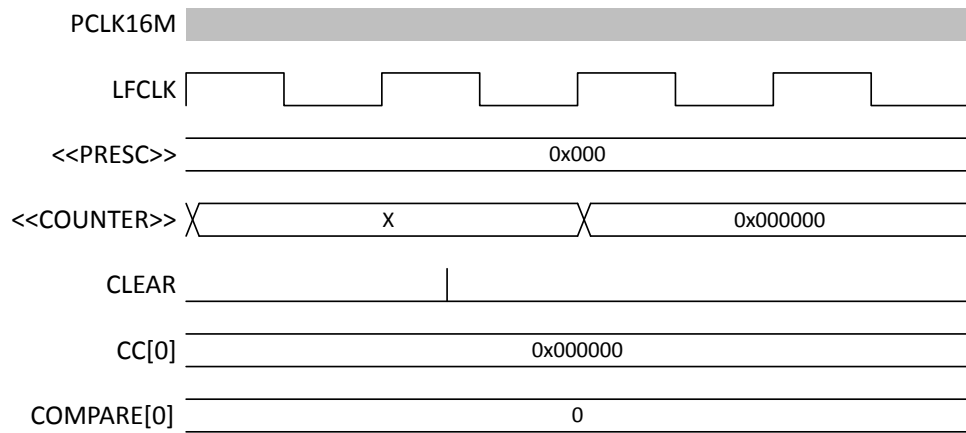 PCLK16M
LFCLK
<<PRESC>> 0x000
<<COUNTER>> X 0x000000
CLEAR
CC[0] 0x000000
COMPARE[0] 0